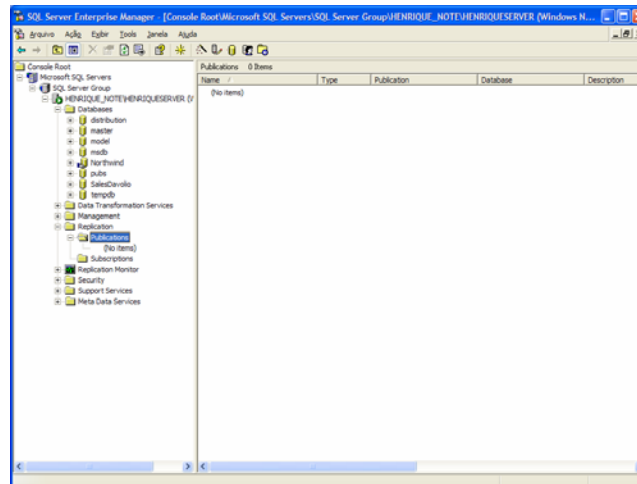 SQL Server Enterprise Manager - [Console Root\Microsoft SQL Servers\SQL Server Group\HENRIQUE_NOTE\HENRIQUESERVER (Windows N...
Arquivo Ação Exibir Tools Janela Ajuda
Console Root
Microsoft SQL Servers
SQL Server Group
HENRIQUE_NOTE\HENRIQUESERVER (V
Databases
distribution
master
model
msdb
Northwind
pubs
SalesDavolio
tempdb
Data Transformation Services
Management
Replication
Publications
(No items)
Subscriptions
Replication Monitor
Security
Support Services
Meta Data Services
Publications 0 Items
Name Type Publication Database Description
(No items)